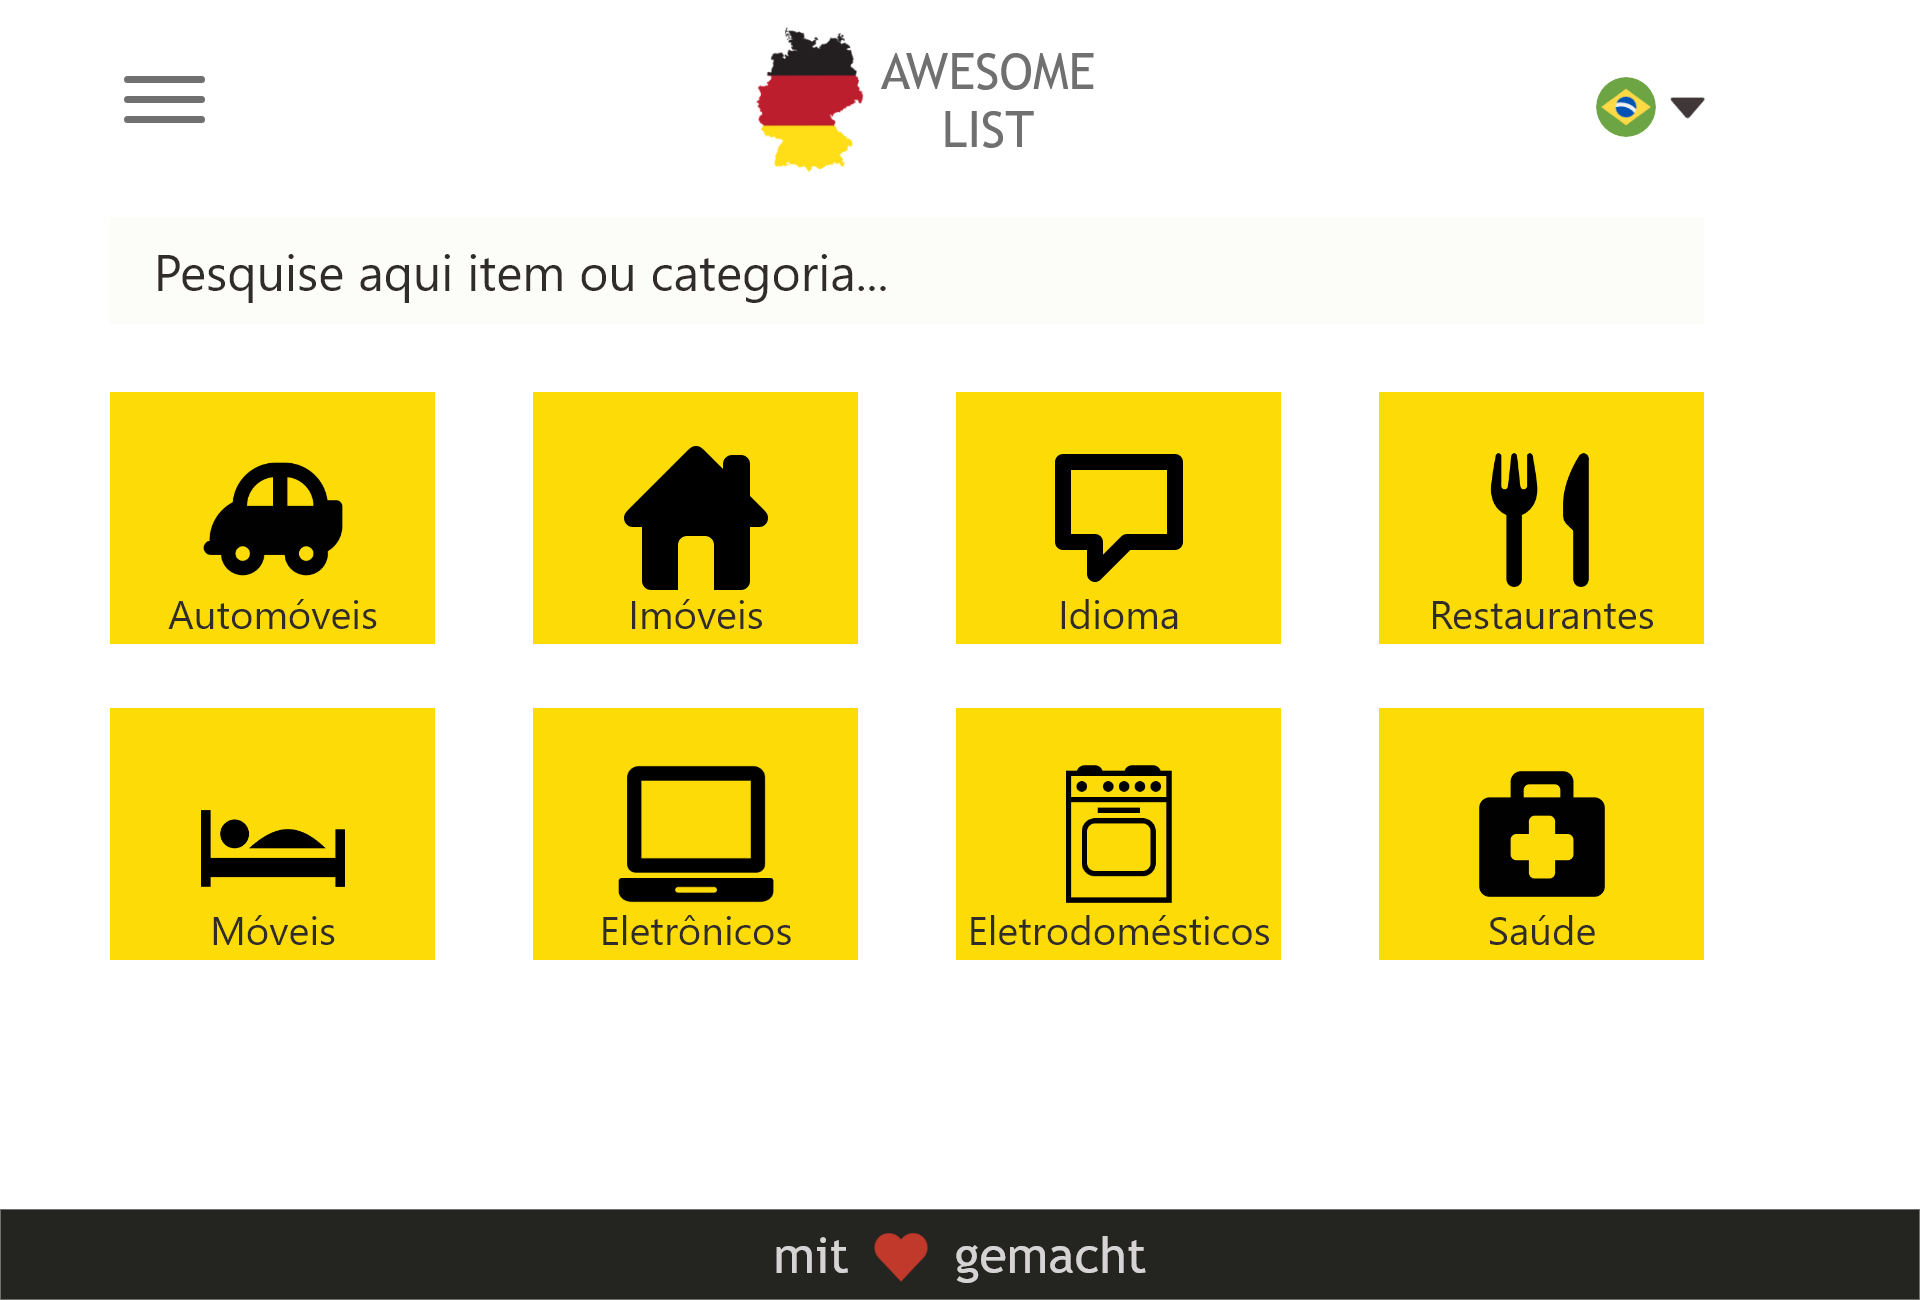 AWESOME
LIST
Pesquise aqui item ou categoria...
Automóveis
Imóveis
Idioma
Restaurantes
Móveis
Eletrônicos
Eletrodomésticos
Saúde
mit gemacht